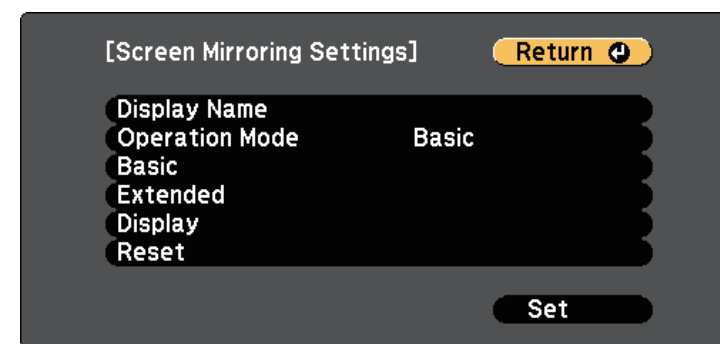 [Screen Mirroring Settings] Return
Display Name
Operation Mode Basic
Basic
Extended
Display
Reset
Set